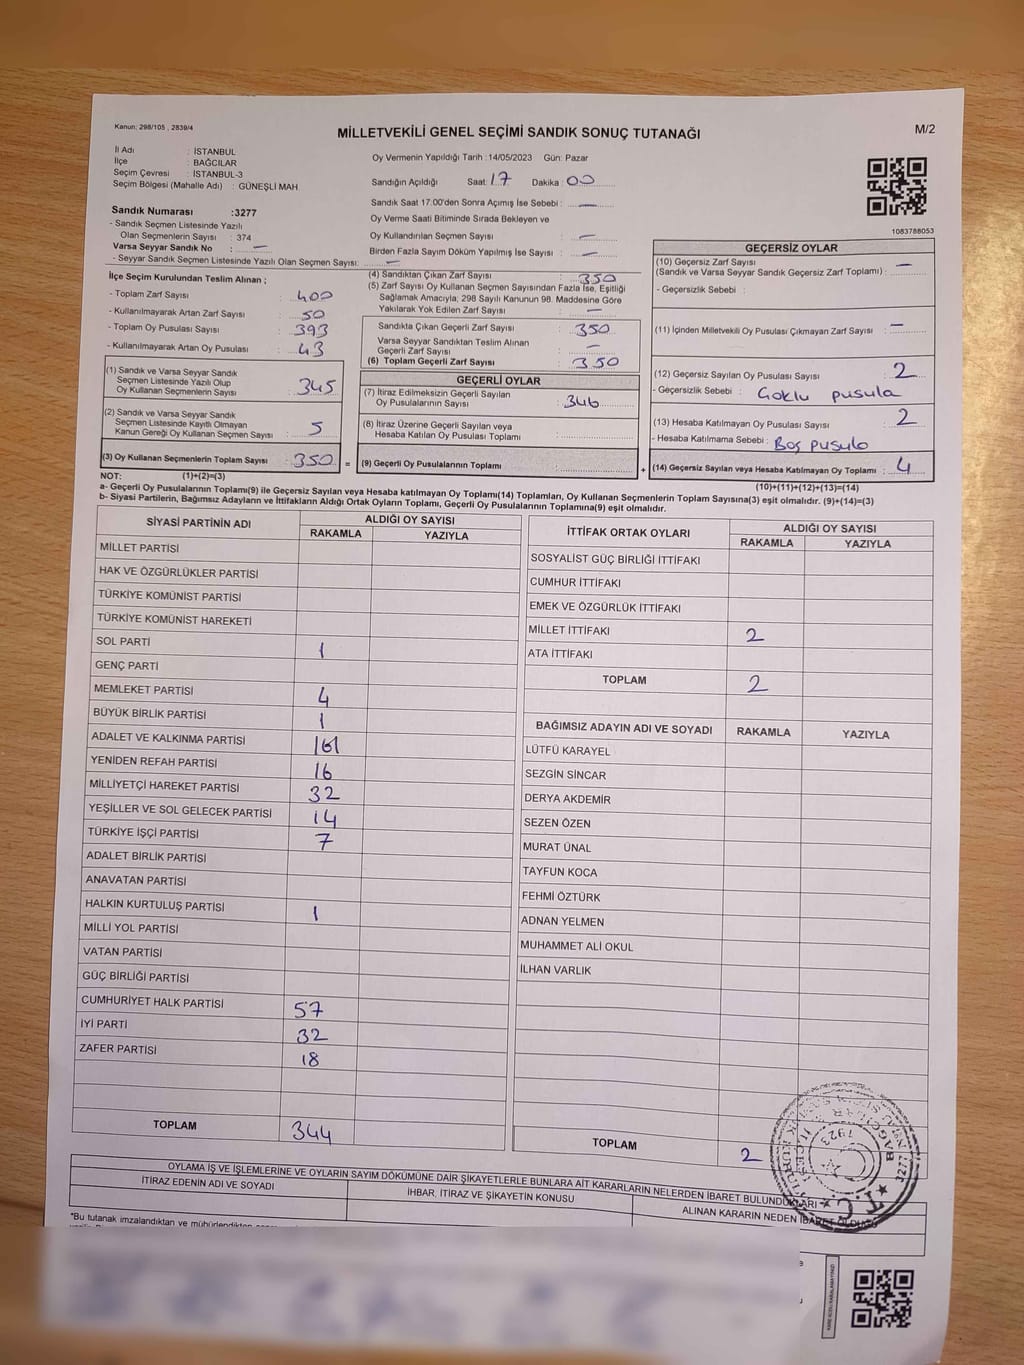 Kanun: 298/105 , 2839/4
MİLLETVEKİLİ GENEL SEÇİMİ SANDIK SONUÇ TUTANAĞI
M/2
İl Adı : İSTANBUL
İlçe : BAĞCILAR
Seçim Çevresi : İSTANBUL-3
Seçim Bölgesi (Mahalle Adı) : GÜNEŞLİ MAH
Oy Vermenin Yapıldığı Tarih :14/05/2023 Gün: Pazar
Sandığın Açıldığı Saat: 17 Dakika : 00
Sandık Saat 17:00'den Sonra Açımış İse Sebebi : —
Oy Verme Saati Bitiminde Sırada Bekleyen ve
Oy Kullandırılan Seçmen Sayısı : —
Birden Fazla Sayım Döküm Yapılmış İse Sayısı : —
Sandık Numarası :3277
- Sandık Seçmen Listesinde Yazılı
Olan Seçmenlerin Sayısı : 374
Varsa Seyyar Sandık No : —
- Seyyar Sandık Seçmen Listesinde Yazılı Olan Seçmen Sayısı: —
1083788053
İlçe Seçim Kurulundan Teslim Alınan ;
- Toplam Zarf Sayısı : 400
- Kullanılmayarak Artan Zarf Sayısı : 50
- Toplam Oy Pusulası Sayısı : 393
- Kullanılmayarak Artan Oy Pusulası : 43
(1) Sandık ve Varsa Seyyar Sandık
Seçmen Listesinde Yazılı Olup
Oy Kullanan Seçmenlerin Sayısı : 345
(2) Sandık ve Varsa Seyyar Sandık
Seçmen Listesinde Kayıtlı Olmayan
Kanun Gereği Oy Kullanan Seçmen Sayısı : 5
(3) Oy Kullanan Seçmenlerin Toplam Sayısı : 350 =
(4) Sandıktan Çıkan Zarf Sayısı : 350
(5) Zarf Sayısı Oy Kullanan Seçmen Sayısından Fazla İse, Eşitliği
Sağlamak Amacıyla; 298 Sayılı Kanunun 98. Maddesine Göre
Yakılarak Yok Edilen Zarf Sayısı : —
Sandıkta Çıkan Geçerli Zarf Sayısı : 350
Varsa Seyyar Sandıktan Teslim Alınan
Geçerli Zarf Sayısı : —
(6) Toplam Geçerli Zarf Sayısı : 350
GEÇERLİ OYLAR
(7) İtiraz Edilmeksizin Geçerli Sayılan
Oy Pusulalarının Sayısı : 346
(8) İtiraz Üzerine Geçerli Sayılan veya
Hesaba Katılan Oy Pusulası Toplamı :
(9) Geçerli Oy Pusulalarının Toplamı : +
GEÇERSİZ OYLAR
(10) Geçersiz Zarf Sayısı —
(Sandık ve Varsa Seyyar Sandık Geçersiz Zarf Toplamı) :
- Geçersizlik Sebebi :
(11) İçinden Milletvekili Oy Pusulası Çıkmayan Zarf Sayısı : —
(12) Geçersiz Sayılan Oy Pusulası Sayısı : 2
- Geçersizlik Sebebi : Çoklu pusula
(13) Hesaba Katılmayan Oy Pusulası Sayısı : 2
- Hesaba Katılmama Sebebi : Boş pusula
(14) Geçersiz Sayılan veya Hesaba Katılmayan Oy Toplamı : 4
NOT: (1)+(2)=(3)
(10)+(11)+(12)+(13)=(14)
a- Geçerli Oy Pusulalarının Toplamı(9) ile Geçersiz Sayılan veya Hesaba katılmayan Oy Toplamı(14) Toplamları, Oy Kullanan Seçmenlerin Toplam Sayısına(3) eşit olmalıdır. (9)+(14)=(3)
b- Siyasi Partilerin, Bağımsız Adayların ve İttifakların Aldığı Ortak Oyların Toplamı, Geçerli Oy Pusulalarının Toplamına(9) eşit olmalıdır.
SİYASİ PARTİNİN ADI ALDIĞI OY SAYISI
RAKAMLA YAZIYLA
MİLLET PARTİSİ
HAK VE ÖZGÜRLÜKLER PARTİSİ
TÜRKİYE KOMÜNİST PARTİSİ
TÜRKİYE KOMÜNİST HAREKETİ
SOL PARTİ 1
GENÇ PARTİ
MEMLEKET PARTİSİ 4
BÜYÜK BİRLİK PARTİSİ 1
ADALET VE KALKINMA PARTİSİ 161
YENİDEN REFAH PARTİSİ 16
MİLLİYETÇİ HAREKET PARTİSİ 32
YEŞİLLER VE SOL GELECEK PARTİSİ 14
TÜRKİYE İŞÇİ PARTİSİ 7
ADALET BİRLİK PARTİSİ
ANAVATAN PARTİSİ
HALKIN KURTULUŞ PARTİSİ 1
MİLLİ YOL PARTİSİ
VATAN PARTİSİ
GÜÇ BİRLİĞİ PARTİSİ
CUMHURİYET HALK PARTİSİ 57
İYİ PARTİ 32
ZAFER PARTİSİ 18
TOPLAM 344
İTTİFAK ORTAK OYLARI ALDIĞI OY SAYISI
RAKAMLA YAZIYLA
SOSYALİST GÜÇ BİRLİĞİ İTTİFAKI
CUMHUR İTTİFAKI
EMEK VE ÖZGÜRLÜK İTTİFAKI
MİLLET İTTİFAKI 2
ATA İTTİFAKI
TOPLAM 2
BAĞIMSIZ ADAYIN ADI VE SOYADI RAKAMLA YAZIYLA
LÜTFÜ KARAYEL
SEZGİN SİNCAR
DERYA AKDEMİR
SEZEN ÖZEN
MURAT ÜNAL
TAYFUN KOCA
FEHMİ ÖZTÜRK
ADNAN YELMEN
MUHAMMET ALİ OKUL
İLHAN VARLIK
TOPLAM 2
T.C.
OYLAMA İŞ VE İŞLEMLERİNE VE OYLARIN SAYIM DÖKÜMÜNE DAİR ŞİKAYETLERLE BUNLARA AİT KARARLARIN NELERDEN İBARET BULUNDUKLARI
İTİRAZ EDENİN ADI VE SOYADI İHBAR, İTİRAZ VE ŞİKAYETİN KONUSU ALINAN KARARIN NEDEN İBARET OLDUĞU
*Bu tutanak imzalandıktan ve mühürlendikten